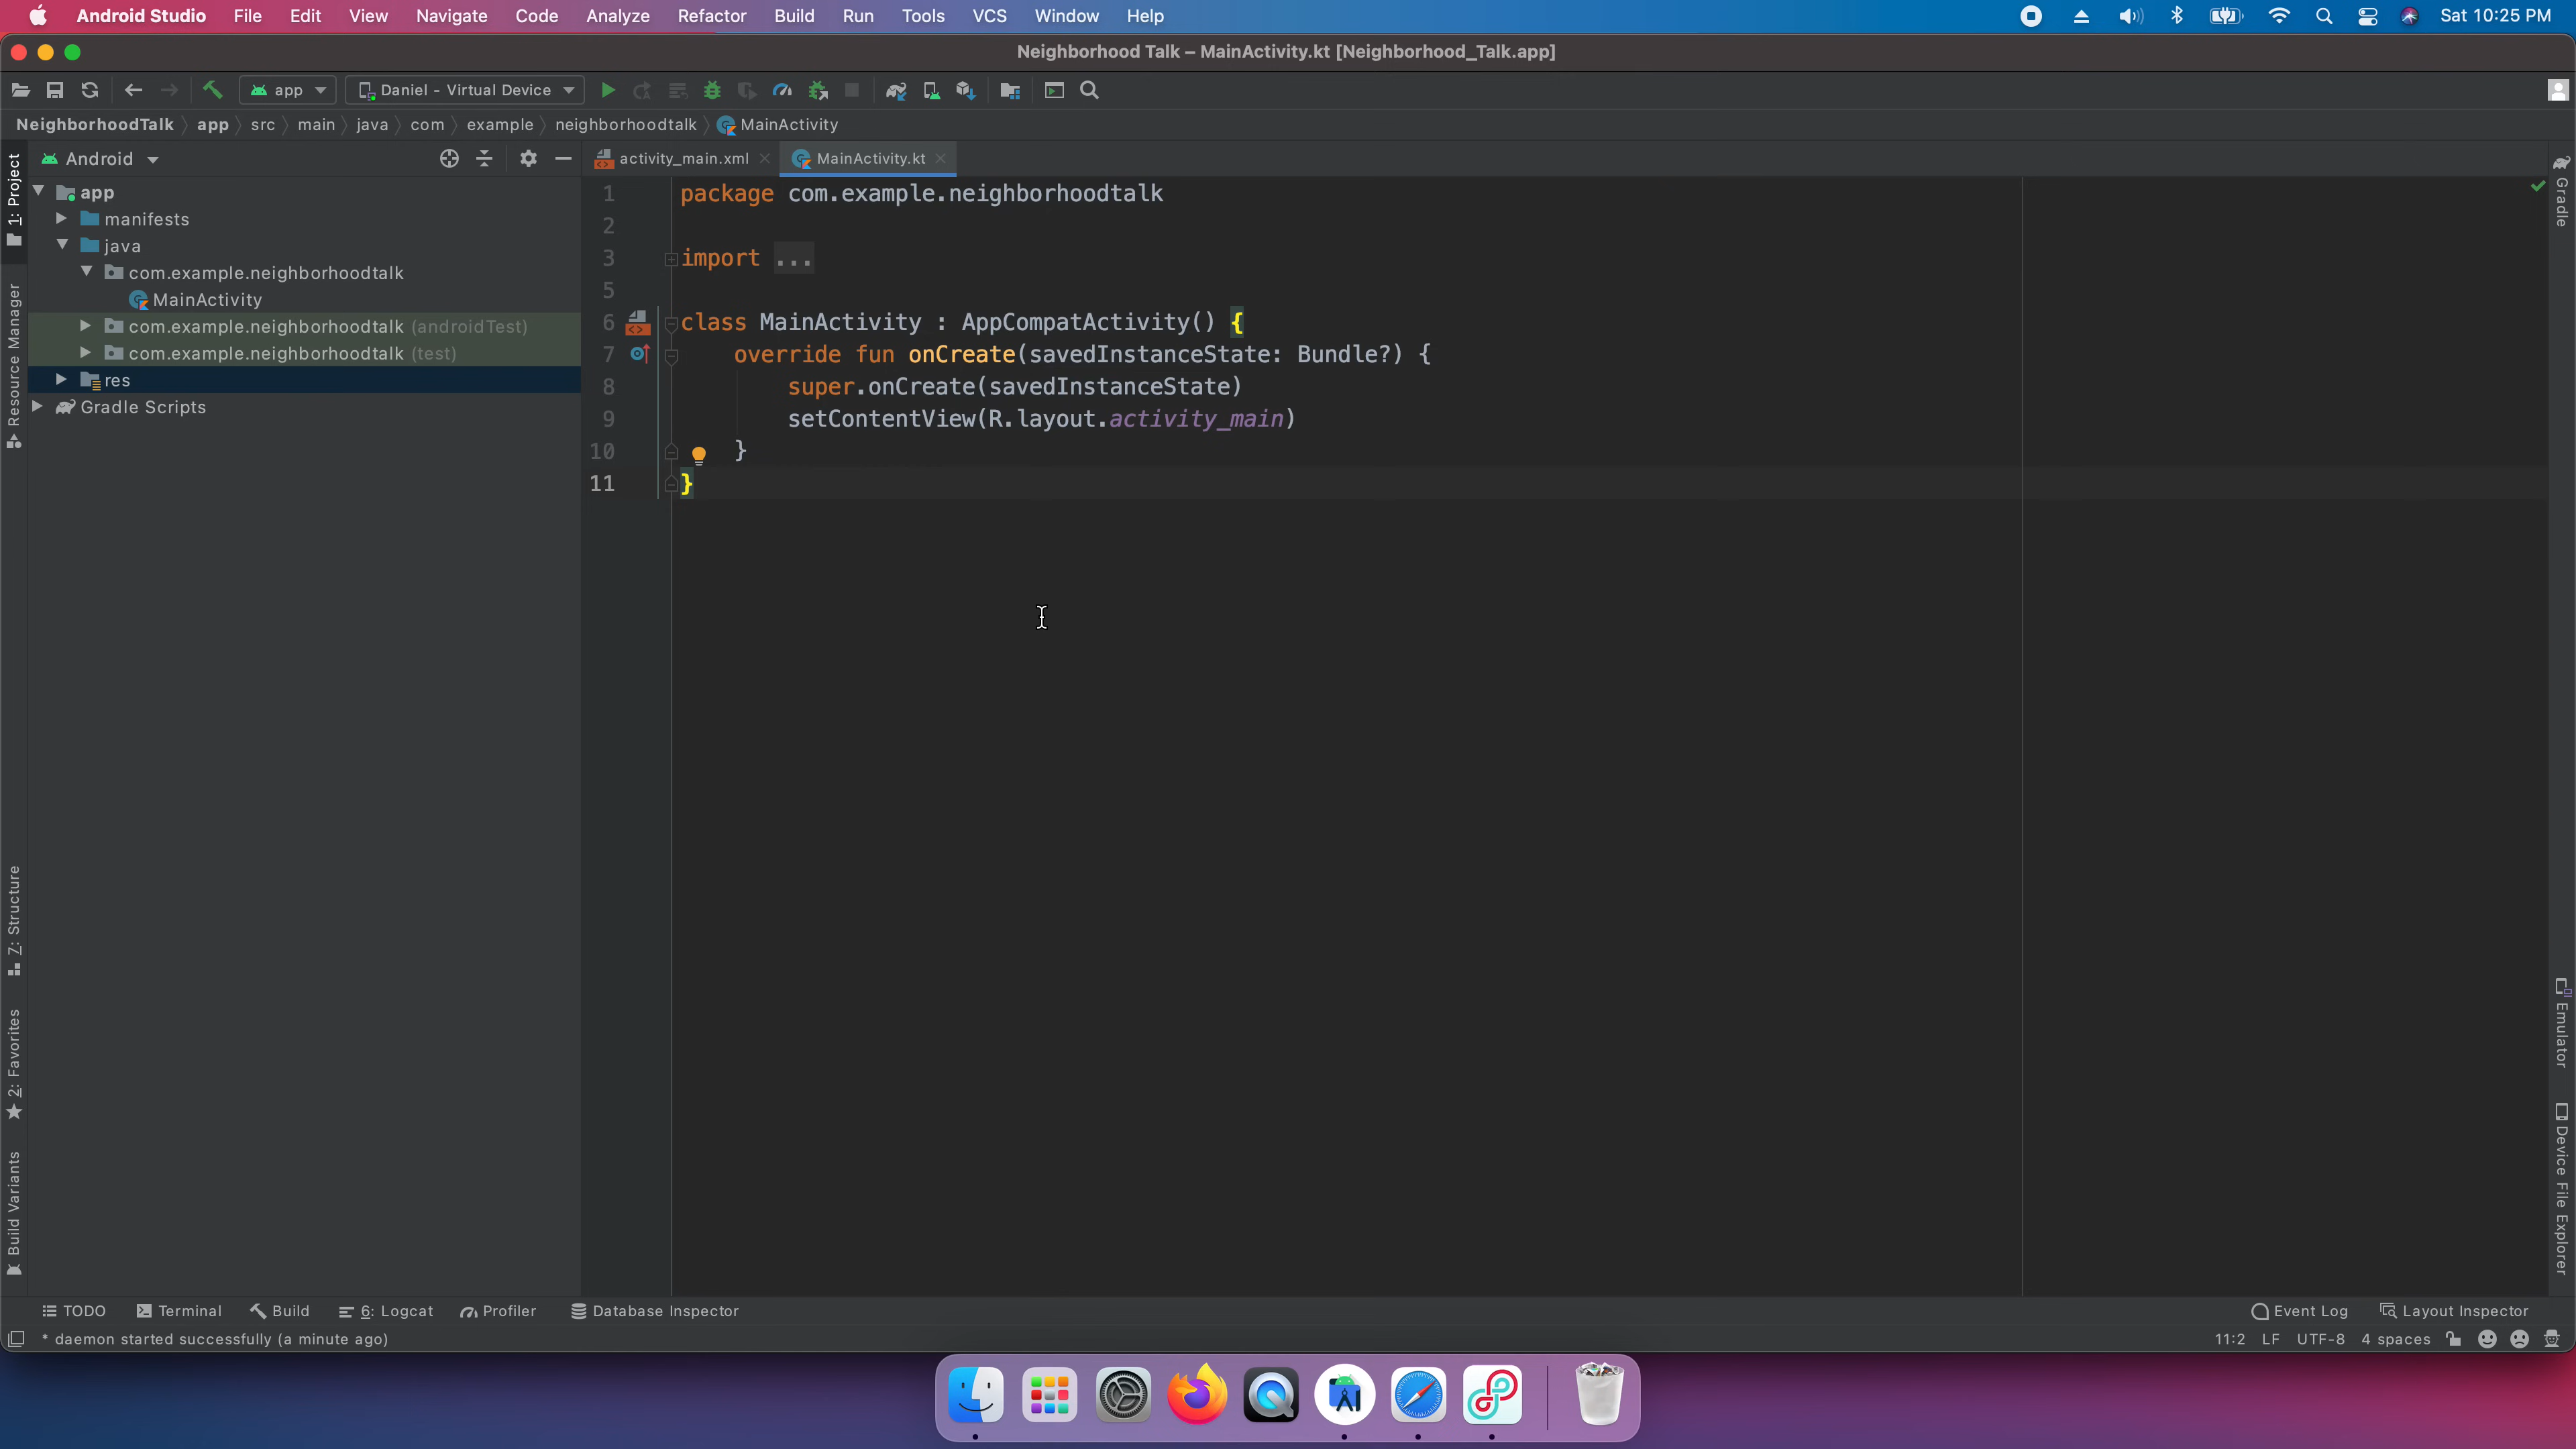 Android Studio File Edit View Navigate Code Analyze Refactor Build Run Tools VCS Window Help Sat 10:25 PM
Neighborhood Talk – MainActivity.kt [Neighborhood_Talk.app]
app Daniel - Virtual Device
NeighborhoodTalk app src main java com example neighborhoodtalk MainActivity
Android
activity_main.xml MainActivity.kt
1: Project
Resource Manager
Z: Structure
2: Favorites
Build Variants
app
manifests
java
com.example.neighborhoodtalk
MainActivity
com.example.neighborhoodtalk (androidTest)
com.example.neighborhoodtalk (test)
res
Gradle Scripts
1 package com.example.neighborhoodtalk
2
3 import ...
5
6 class MainActivity : AppCompatActivity() {
7 override fun onCreate(savedInstanceState: Bundle?) {
8 super.onCreate(savedInstanceState)
9 setContentView(R.layout.activity_main)
10 }
11 }
Gradle
Emulator
Device File Explorer
TODO Terminal Build 6: Logcat Profiler Database Inspector Event Log Layout Inspector
* daemon started successfully (a minute ago) 11:2 LF UTF-8 4 spaces